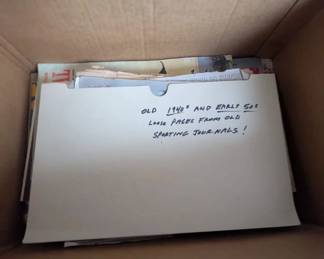 OLD 1940s AND EARLY 50s
LOOSE PAGES FROM OLD
SPORTING JOURNALS!